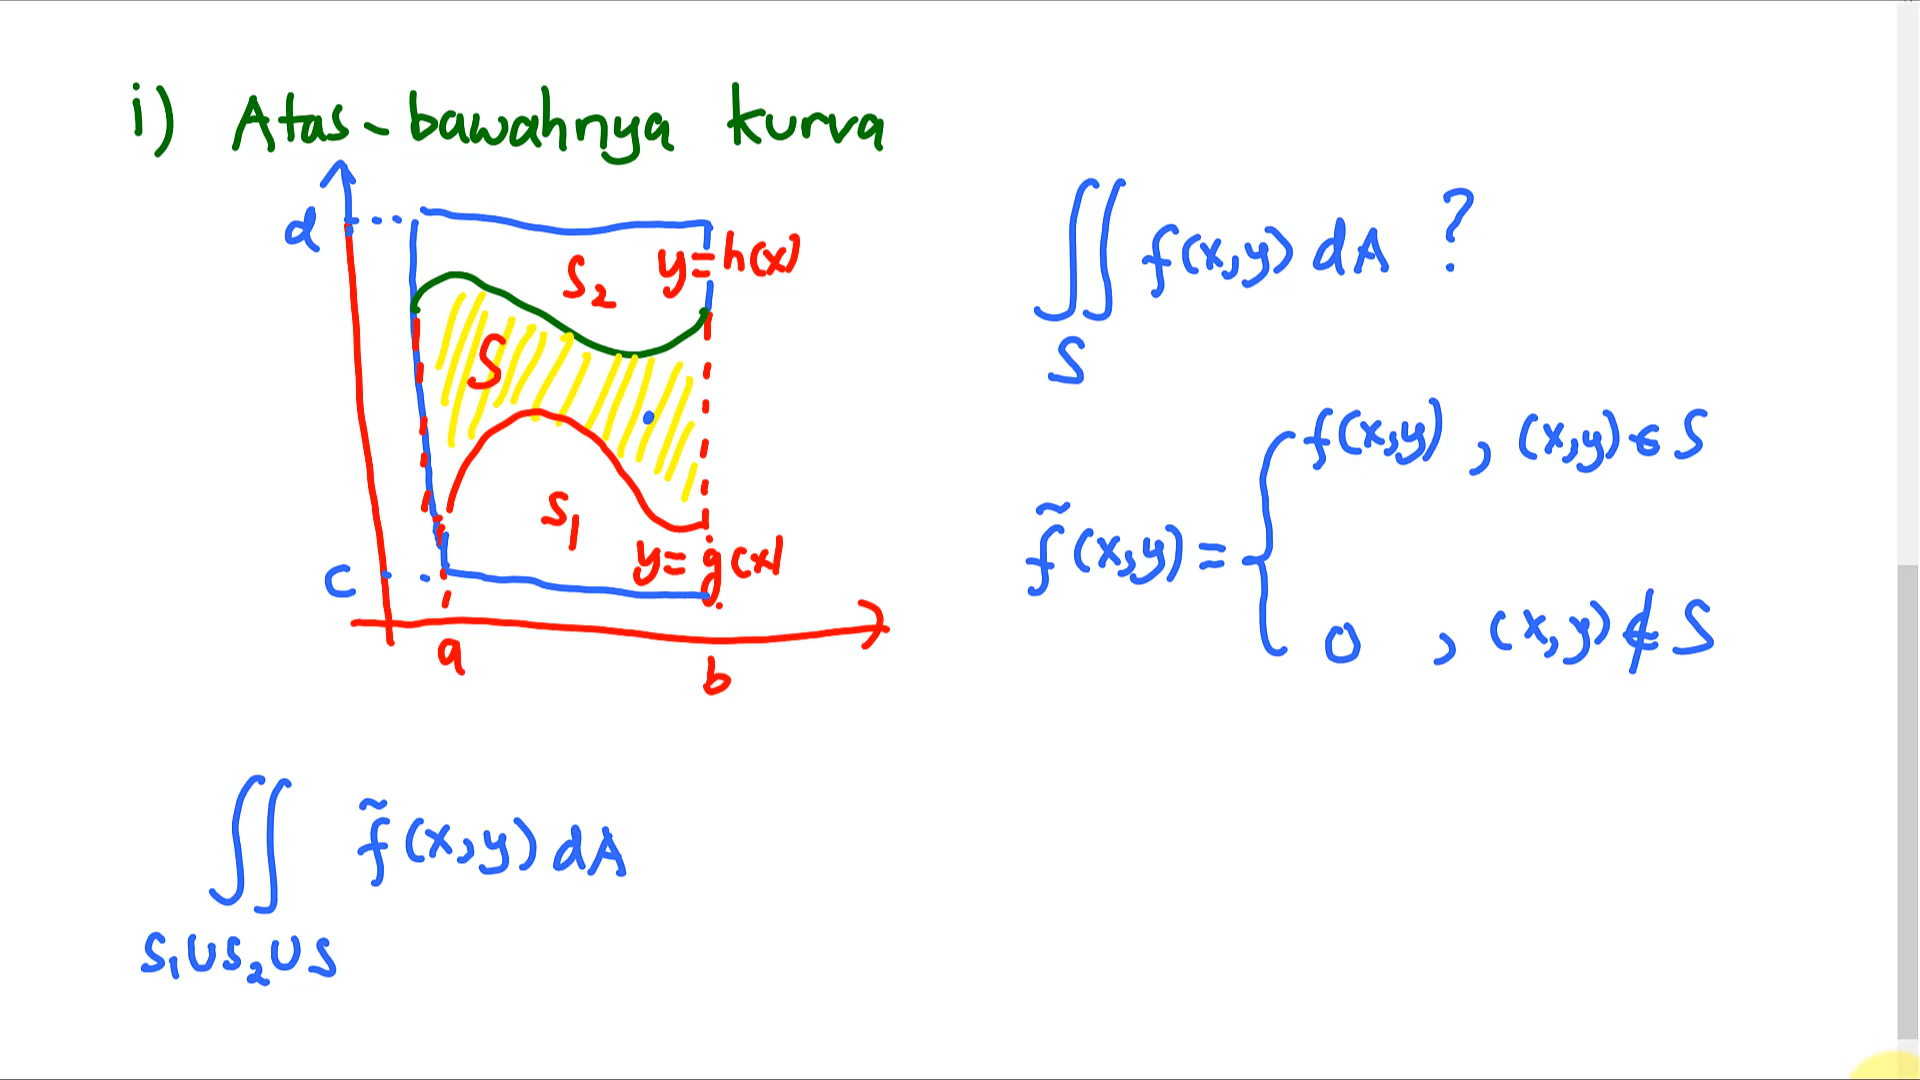 i) Atas-bawahnya kurva
d
S₂
y=h(x)
S
S₁
y=g(x)
c
a
b
∬ f(x,y) dA ?
S
f̃(x,y) = { f(x,y) , (x,y) ∈ S
0 , (x,y) ∉ S
∬ f̃(x,y) dA
S₁∪S₂∪S